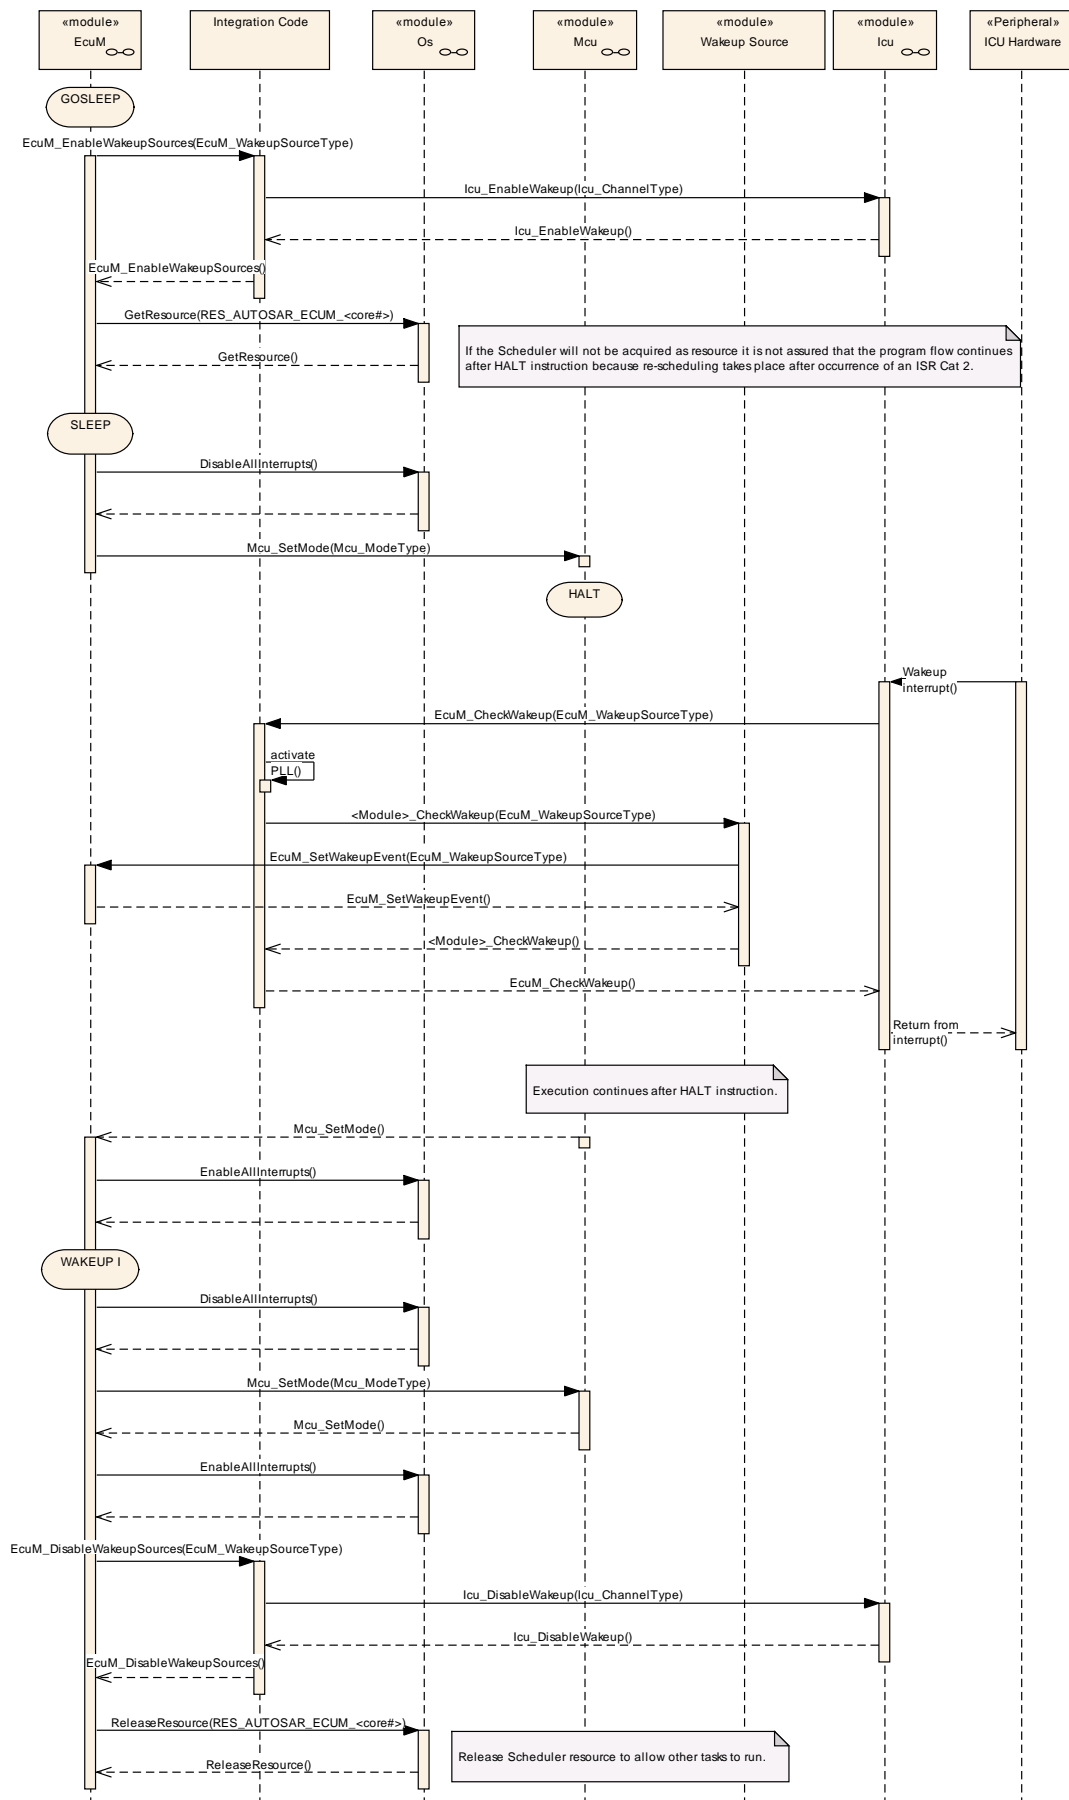 «module»
EcuM
Integration Code
«module»
Os
«module»
Mcu
«module»
Wakeup Source
«module»
Icu
«Peripheral»
ICU Hardware
GOSLEEP
EcuM_EnableWakeupSources(EcuM_WakeupSourceType)
Icu_EnableWakeup(Icu_ChannelType)
Icu_EnableWakeup()
EcuM_EnableWakeupSources()
GetResource(RES_AUTOSAR_ECUM_<core#>)
If the Scheduler will not be acquired as resource it is not assured that the program flow continues
after HALT instruction because re-scheduling takes place after occurrence of an ISR Cat 2.
GetResource()
SLEEP
DisableAllInterrupts()
Mcu_SetMode(Mcu_ModeType)
HALT
Wakeup
interrupt()
EcuM_CheckWakeup(EcuM_WakeupSourceType)
activate
PLL()
<Module>_CheckWakeup(EcuM_WakeupSourceType)
EcuM_SetWakeupEvent(EcuM_WakeupSourceType)
EcuM_SetWakeupEvent()
<Module>_CheckWakeup()
EcuM_CheckWakeup()
Return from
interrupt()
Execution continues after HALT instruction.
Mcu_SetMode()
EnableAllInterrupts()
WAKEUP I
DisableAllInterrupts()
Mcu_SetMode(Mcu_ModeType)
Mcu_SetMode()
EnableAllInterrupts()
EcuM_DisableWakeupSources(EcuM_WakeupSourceType)
Icu_DisableWakeup(Icu_ChannelType)
Icu_DisableWakeup()
EcuM_DisableWakeupSources()
ReleaseResource(RES_AUTOSAR_ECUM_<core#>)
Release Scheduler resource to allow other tasks to run.
ReleaseResource()